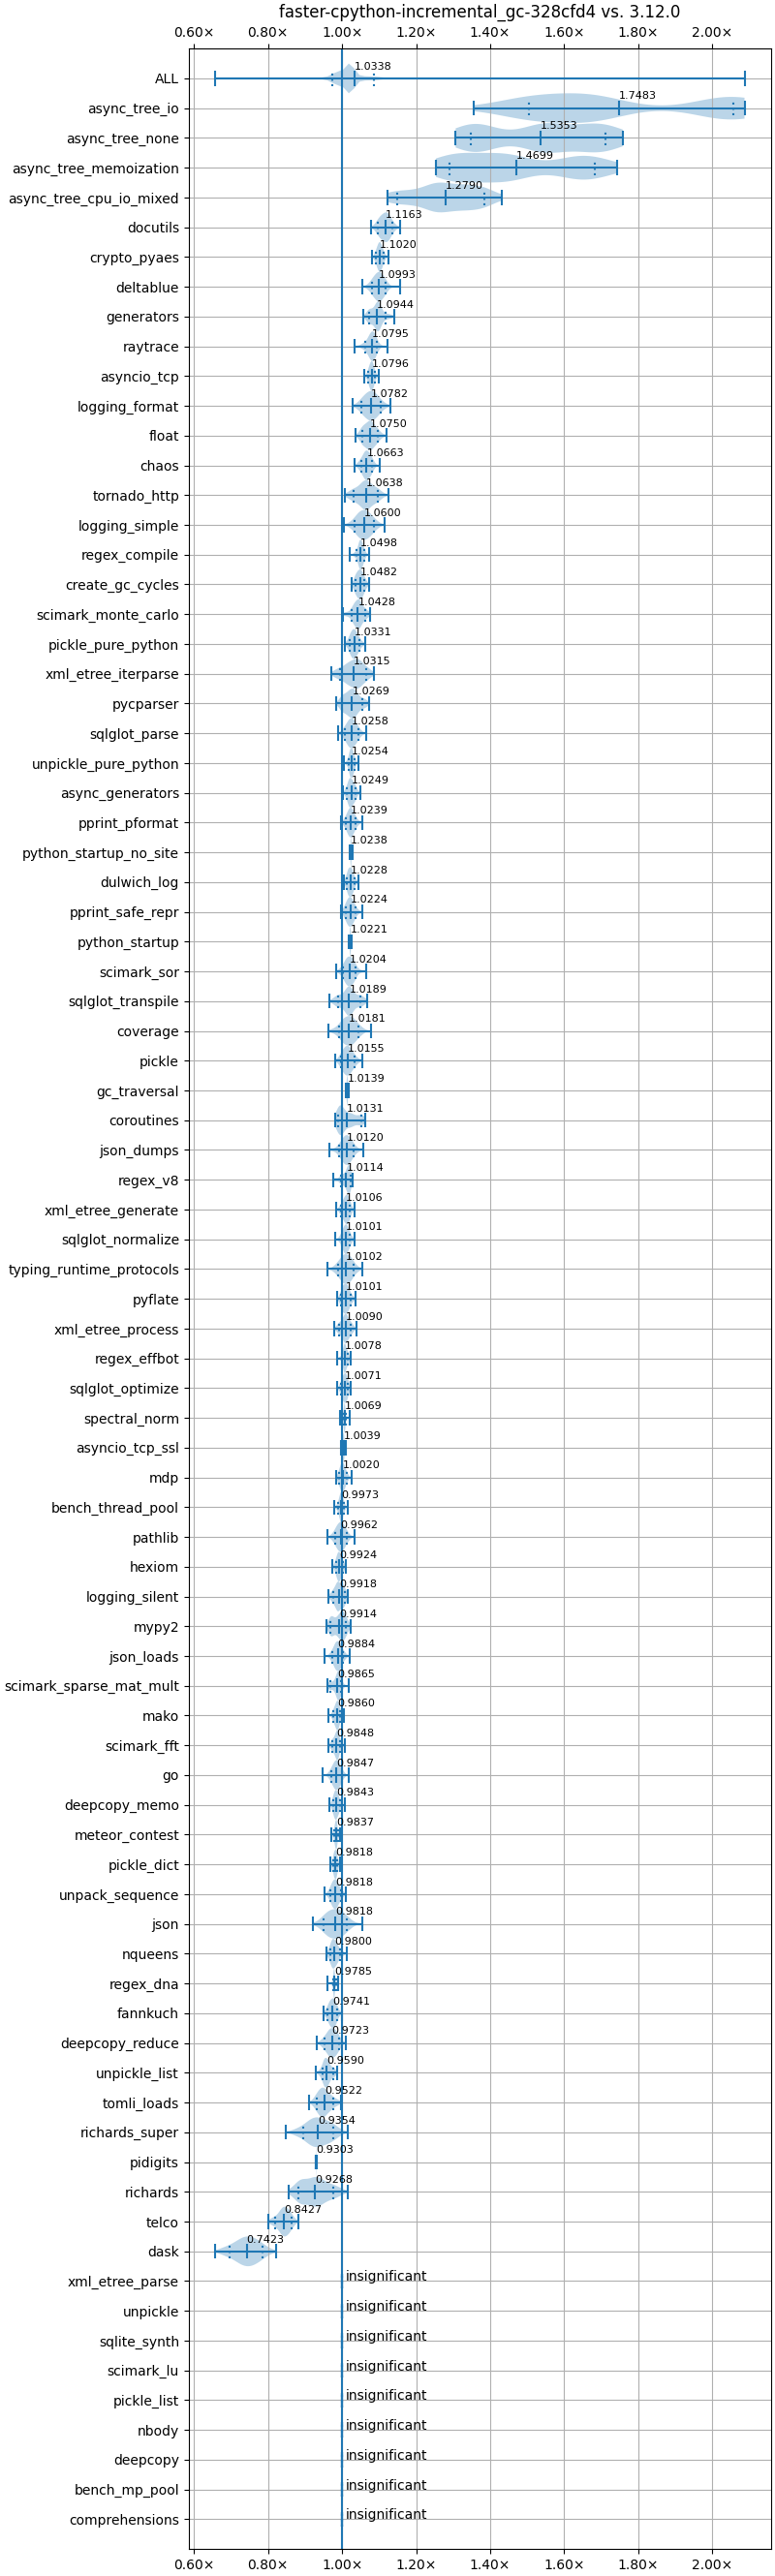 faster-cpython-incremental_gc-328cfd4 vs. 3.12.0
0.60× 0.80× 1.00× 1.20× 1.40× 1.60× 1.80× 2.00×
ALL 1.0338
async_tree_io 1.7483
async_tree_none 1.5353
async_tree_memoization 1.4699
async_tree_cpu_io_mixed 1.2790
docutils 1.1163
crypto_pyaes 1.1020
deltablue 1.0993
generators 1.0944
raytrace 1.0795
asyncio_tcp 1.0796
logging_format 1.0782
float 1.0750
chaos 1.0663
tornado_http 1.0638
logging_simple 1.0600
regex_compile 1.0498
create_gc_cycles 1.0482
scimark_monte_carlo 1.0428
pickle_pure_python 1.0331
xml_etree_iterparse 1.0315
pycparser 1.0269
sqlglot_parse 1.0258
unpickle_pure_python 1.0254
async_generators 1.0249
pprint_pformat 1.0239
python_startup_no_site 1.0238
dulwich_log 1.0228
pprint_safe_repr 1.0224
python_startup 1.0221
scimark_sor 1.0204
sqlglot_transpile 1.0189
coverage 1.0181
pickle 1.0155
gc_traversal 1.0139
coroutines 1.0131
json_dumps 1.0120
regex_v8 1.0114
xml_etree_generate 1.0106
sqlglot_normalize 1.0101
typing_runtime_protocols 1.0102
pyflate 1.0101
xml_etree_process 1.0090
regex_effbot 1.0078
sqlglot_optimize 1.0071
spectral_norm 1.0069
asyncio_tcp_ssl 1.0039
mdp 1.0020
bench_thread_pool 0.9973
pathlib 0.9962
hexiom 0.9924
logging_silent 0.9918
mypy2 0.9914
json_loads 0.9884
scimark_sparse_mat_mult 0.9865
mako 0.9860
scimark_fft 0.9848
go 0.9847
deepcopy_memo 0.9843
meteor_contest 0.9837
pickle_dict 0.9818
unpack_sequence 0.9818
json 0.9818
nqueens 0.9800
regex_dna 0.9785
fannkuch 0.9741
deepcopy_reduce 0.9723
unpickle_list 0.9590
tomli_loads 0.9522
richards_super 0.9354
pidigits 0.9303
richards 0.9268
telco 0.8427
dask 0.7423
xml_etree_parse insignificant
unpickle insignificant
sqlite_synth insignificant
scimark_lu insignificant
pickle_list insignificant
nbody insignificant
deepcopy insignificant
bench_mp_pool insignificant
comprehensions insignificant
0.60× 0.80× 1.00× 1.20× 1.40× 1.60× 1.80× 2.00×